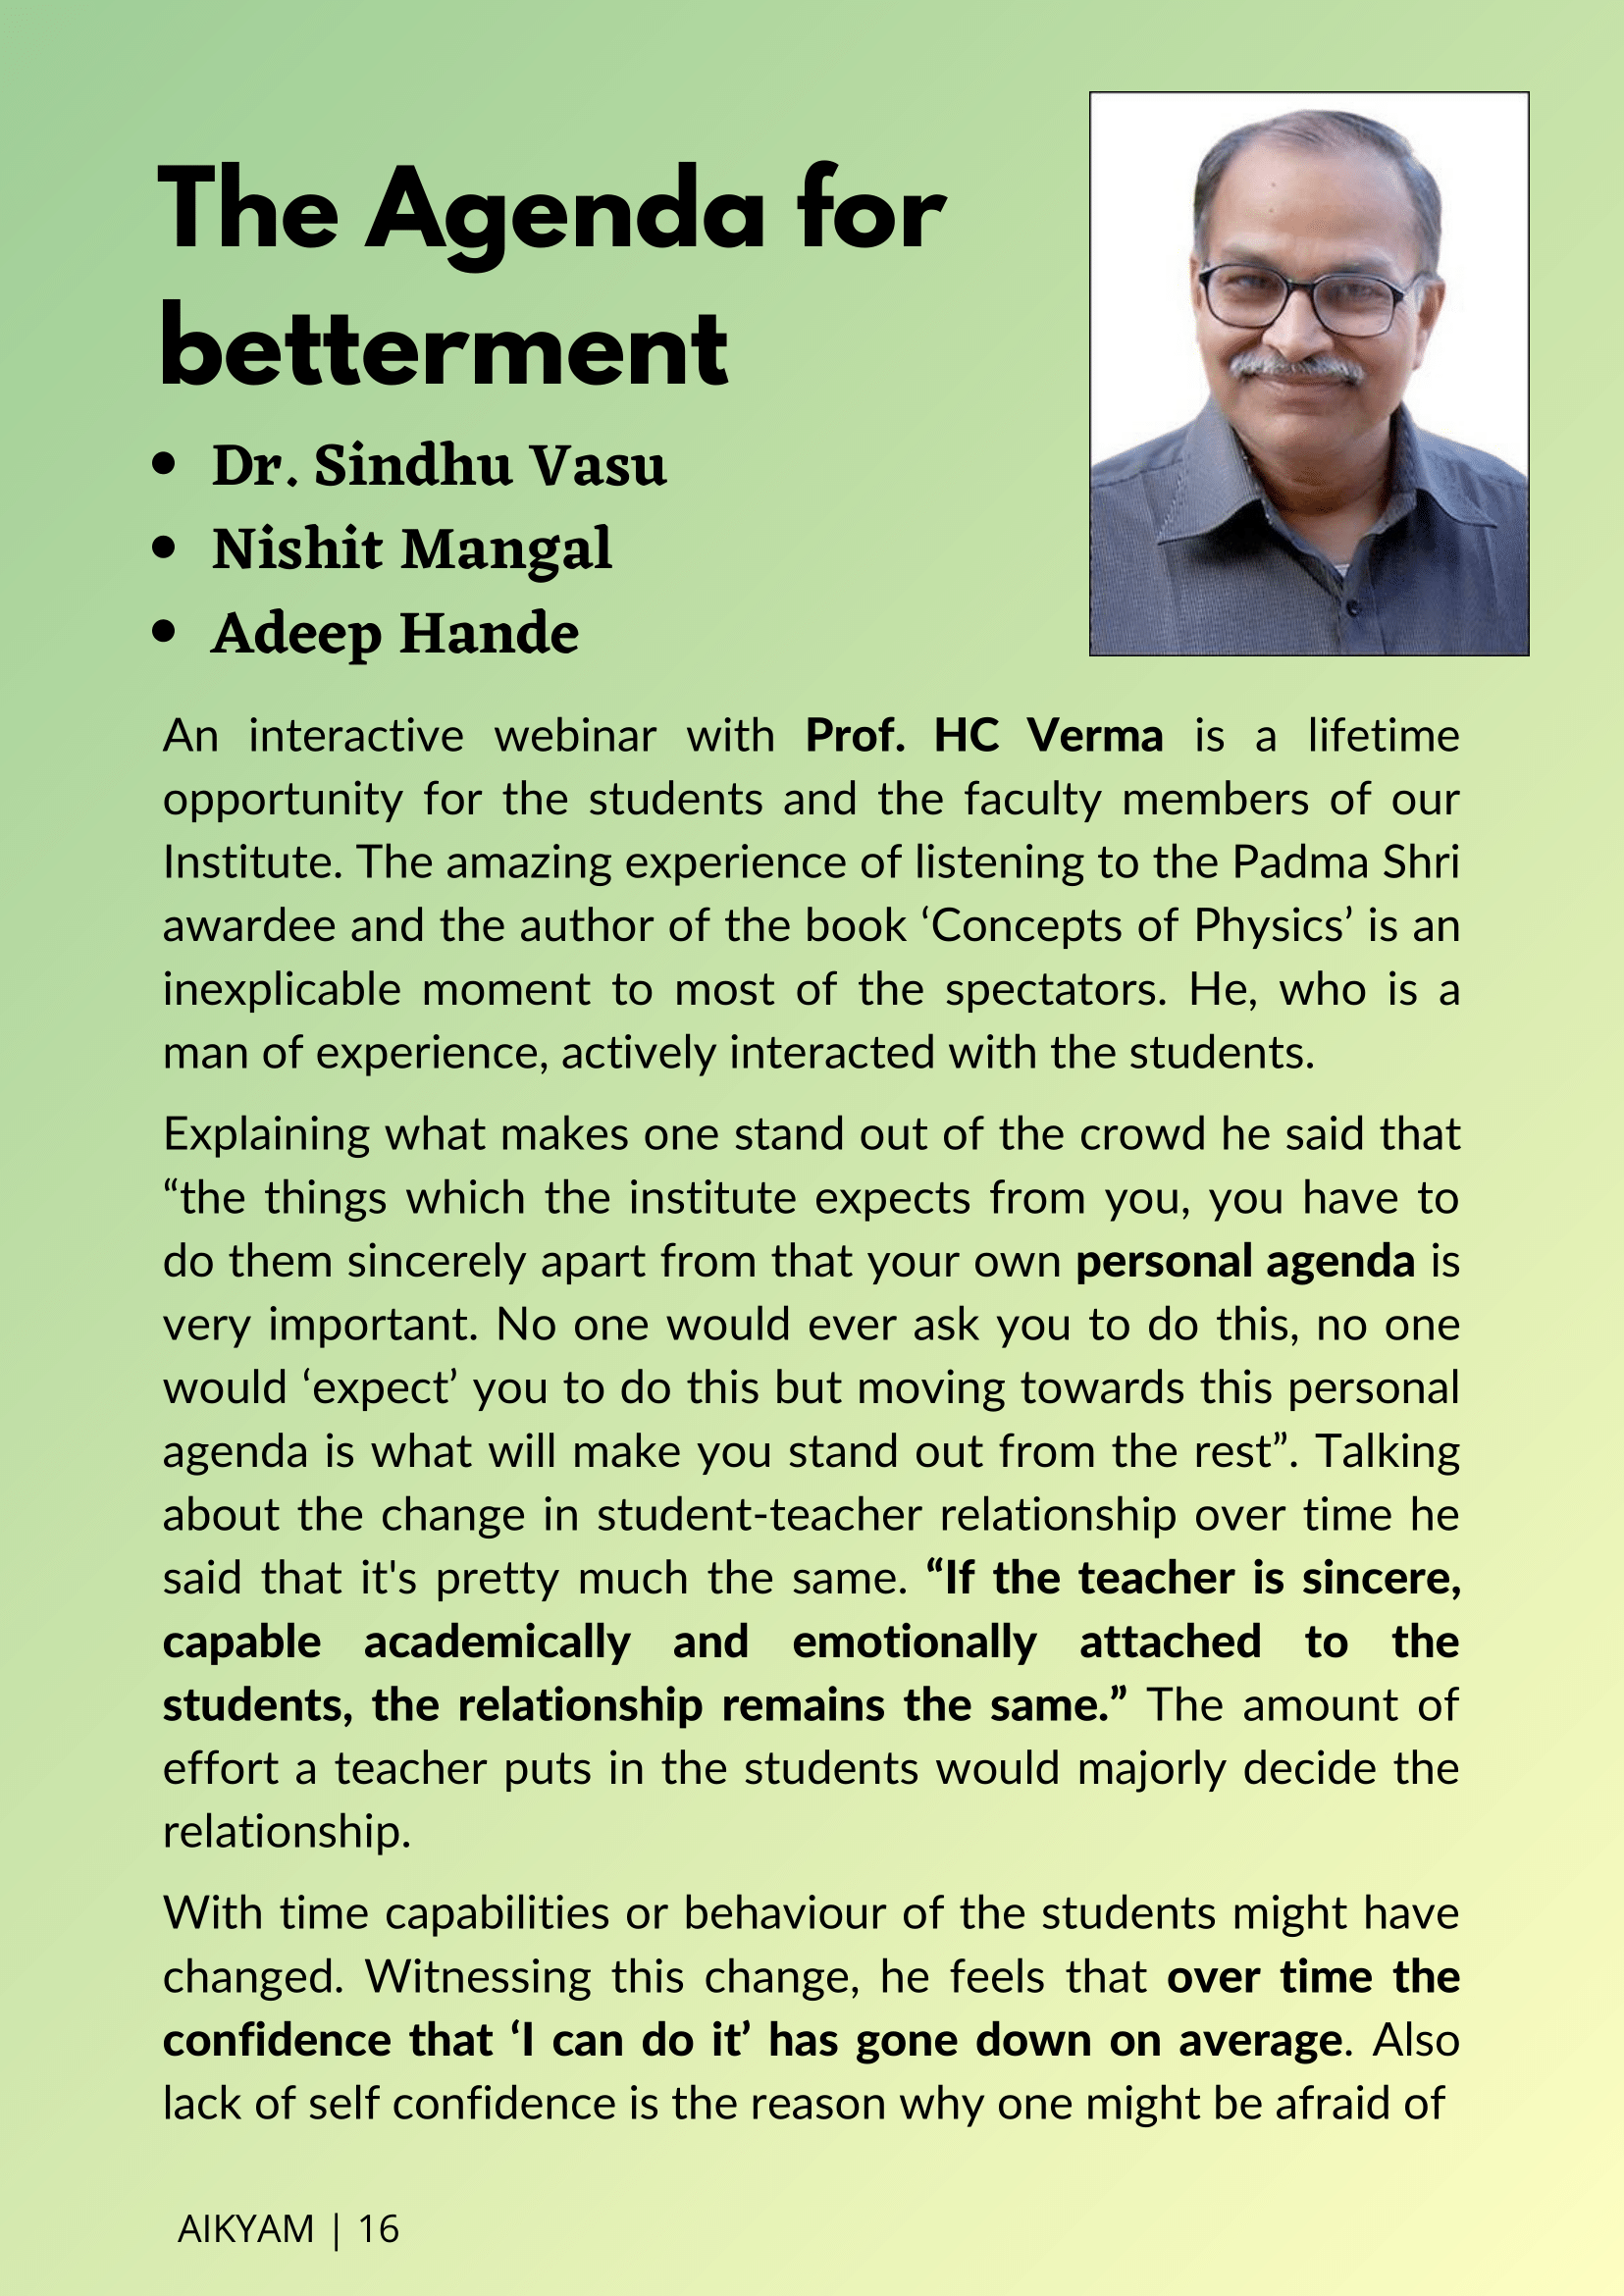 The Agenda for
betterment
• Dr. Sindhu Vasu
• Nishit Mangal
• Adeep Hande
An interactive webinar with Prof. HC Verma is a lifetime
opportunity for the students and the faculty members of our
Institute. The amazing experience of listening to the Padma Shri
awardee and the author of the book ‘Concepts of Physics’ is an
inexplicable moment to most of the spectators. He, who is a
man of experience, actively interacted with the students.
Explaining what makes one stand out of the crowd he said that
“the things which the institute expects from you, you have to
do them sincerely apart from that your own personal agenda is
very important. No one would ever ask you to do this, no one
would ‘expect’ you to do this but moving towards this personal
agenda is what will make you stand out from the rest”. Talking
about the change in student-teacher relationship over time he
said that it's pretty much the same. “If the teacher is sincere,
capable academically and emotionally attached to the
students, the relationship remains the same.” The amount of
effort a teacher puts in the students would majorly decide the
relationship.
With time capabilities or behaviour of the students might have
changed. Witnessing this change, he feels that over time the
confidence that ‘I can do it’ has gone down on average. Also
lack of self confidence is the reason why one might be afraid of
AIKYAM | 16